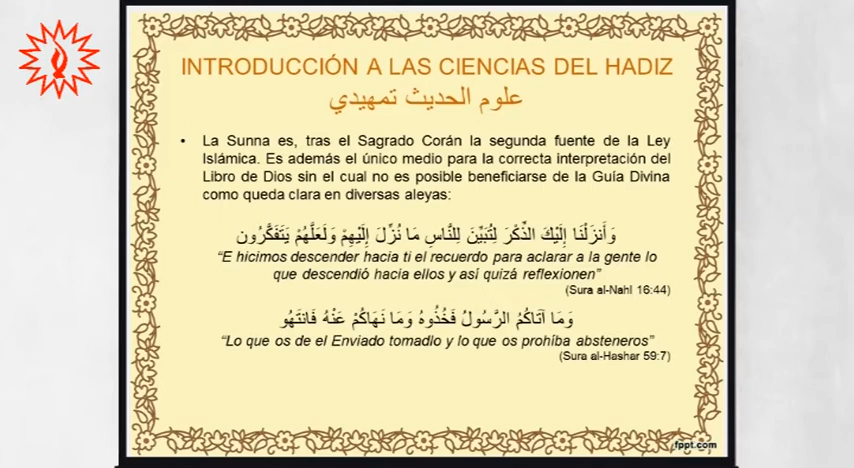 INTRODUCCIÓN A LAS CIENCIAS DEL HADIZ
علوم الحديث تمهيدي
• La Sunna es, tras el Sagrado Corán la segunda fuente de la Ley
Islámica. Es además el único medio para la correcta interpretación del
Libro de Dios sin el cual no es posible beneficiarse de la Guía Divina
como queda clara en diversas aleyas:
وَأَنزَلْنَا إِلَيْكَ الذِّكْرَ لِتُبَيِّنَ لِلنَّاسِ مَا نُزِّلَ إِلَيْهِمْ وَلَعَلَّهُمْ يَتَفَكَّرُون
“E hicimos descender hacia ti el recuerdo para aclarar a la gente lo
que descendió hacia ellos y así quizá reflexionen”
(Sura al-Nahl 16:44)
وَمَا آتَاكُمُ الرَّسُولُ فَخُذُوهُ وَمَا نَهَاكُمْ عَنْهُ فَانتَهُو
“Lo que os de el Enviado tomadlo y lo que os prohíba absteneros”
(Sura al-Hashar 59:7)
fppt.com